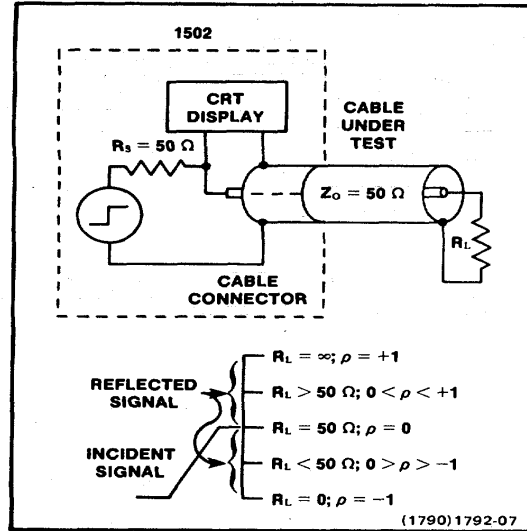 1502
CRT
DISPLAY
CABLE
UNDER
TEST
Rs = 50 Ω
Zo = 50 Ω
RL
CABLE
CONNECTOR
RL = ∞; ρ = +1
REFLECTED
SIGNAL
RL > 50 Ω; 0 < ρ < +1
RL = 50 Ω; ρ = 0
INCIDENT
SIGNAL
RL < 50 Ω; 0 > ρ > −1
RL = 0; ρ = −1
(1790)1792-07